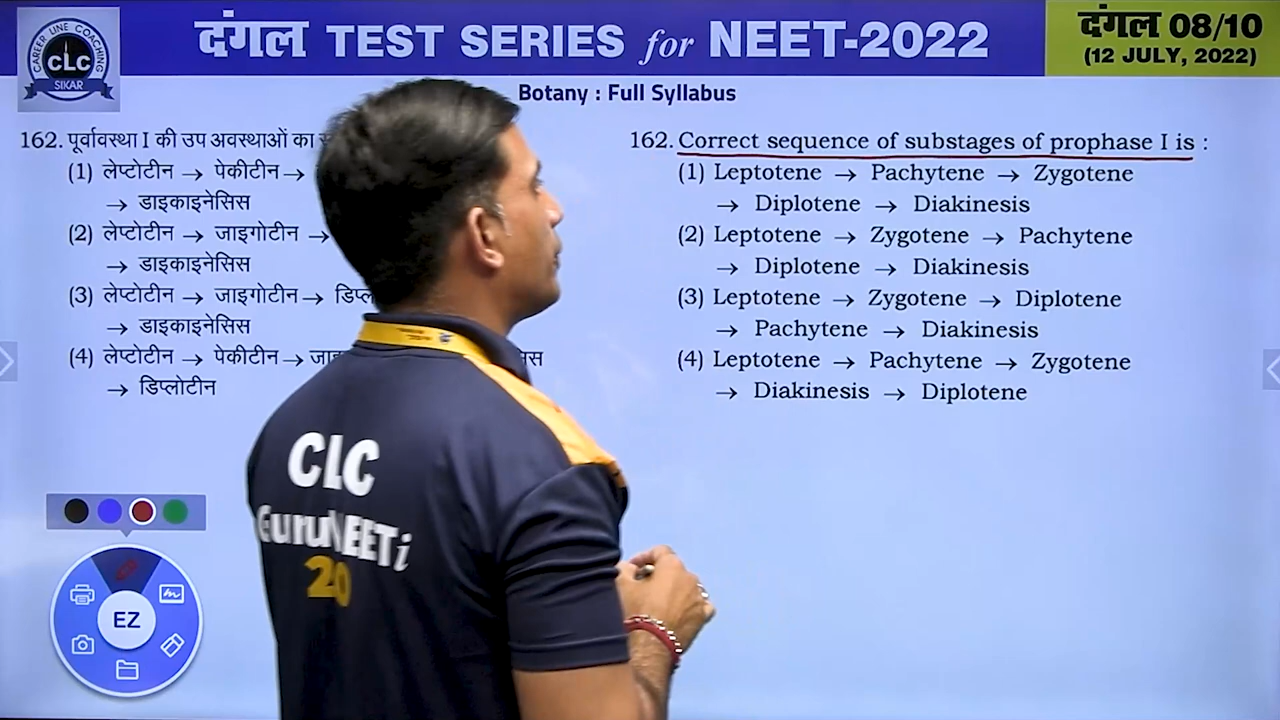 दंगल TEST SERIES for NEET-2022
दंगल 08/10
(12 JULY, 2022)
CAREER LINE COACHING
CLC
SIKAR
Botany : Full Syllabus
162. पूर्वावस्था I की उप अवस्थाओं का
(1) लेप्टोटीन → पेकीटीन →
→ डाइकाइनेसिस
(2) लेप्टोटीन → जाइगोटीन →
→ डाइकाइनेसिस
(3) लेप्टोटीन → जाइगोटीन →
→ डाइकाइनेसिस
(4) लेप्टोटीन → पेकीटीन →
→ डिप्लोटीन
162. Correct sequence of substages of prophase I is :
(1) Leptotene → Pachytene → Zygotene
→ Diplotene → Diakinesis
(2) Leptotene → Zygotene → Pachytene
→ Diplotene → Diakinesis
(3) Leptotene → Zygotene → Diplotene
→ Pachytene → Diakinesis
(4) Leptotene → Pachytene → Zygotene
→ Diakinesis → Diplotene
CLC
GuruNEETi
20
EZ